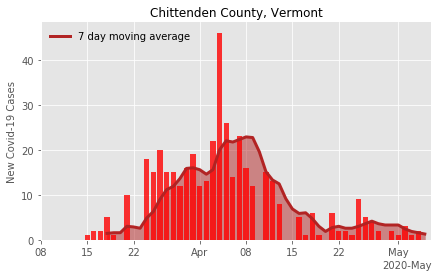 Chittenden County, Vermont
7 day moving average
New Covid-19 Cases
40
30
20
10
0
08 15 22 Apr 08 15 22 May
2020-May